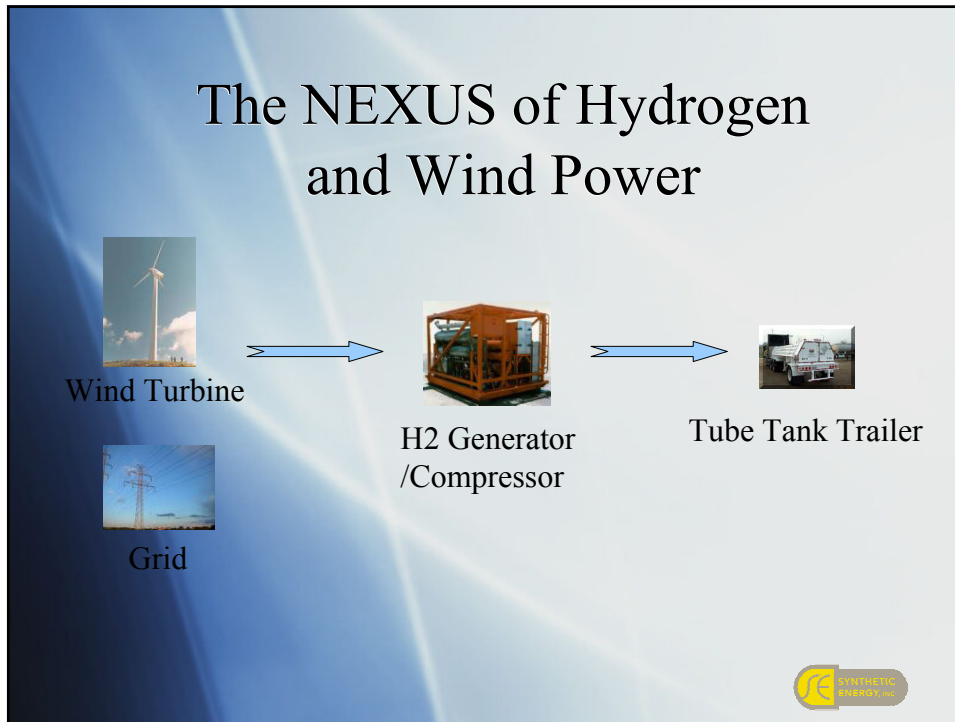 The NEXUS of Hydrogen
and Wind Power
Wind Turbine
H2 Generator
/Compressor
Tube Tank Trailer
Grid
SYNTHETIC
ENERGY, INC